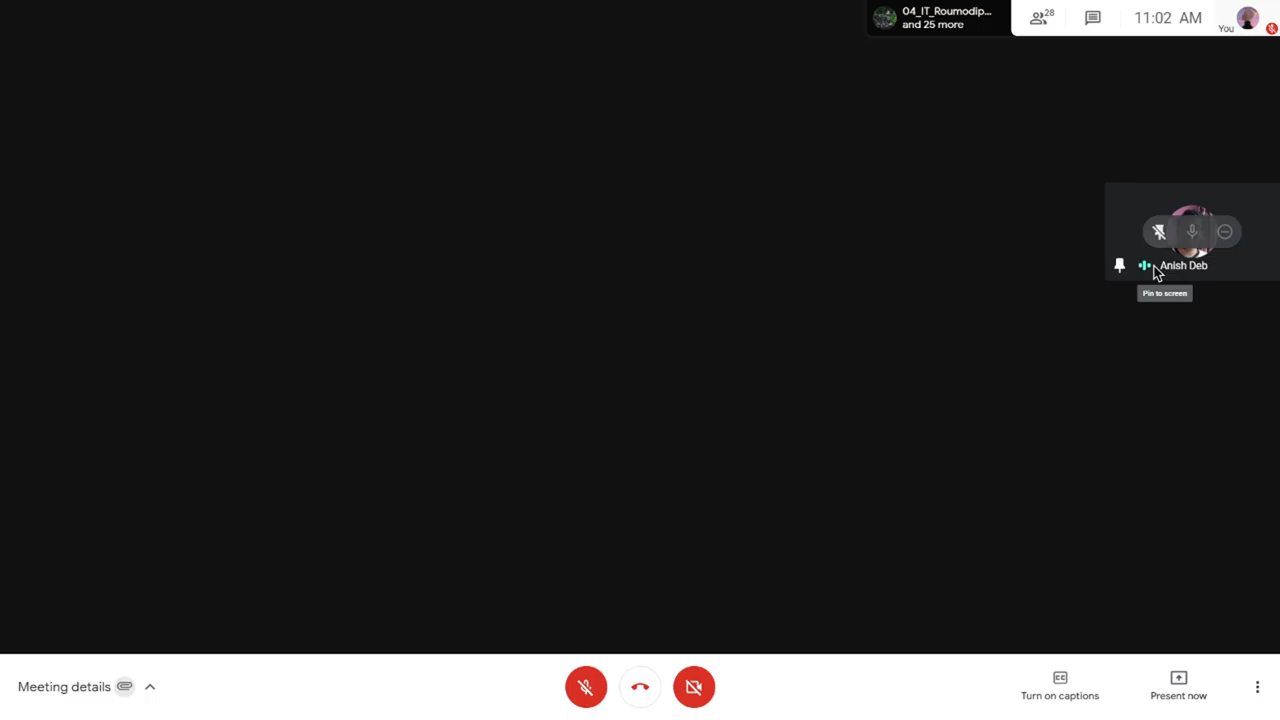 04_IT_Roumodip...
and 25 more
28
11:02 AM
You
Anish Deb
Pin to screen
Meeting details
CC
Turn on captions
Present now